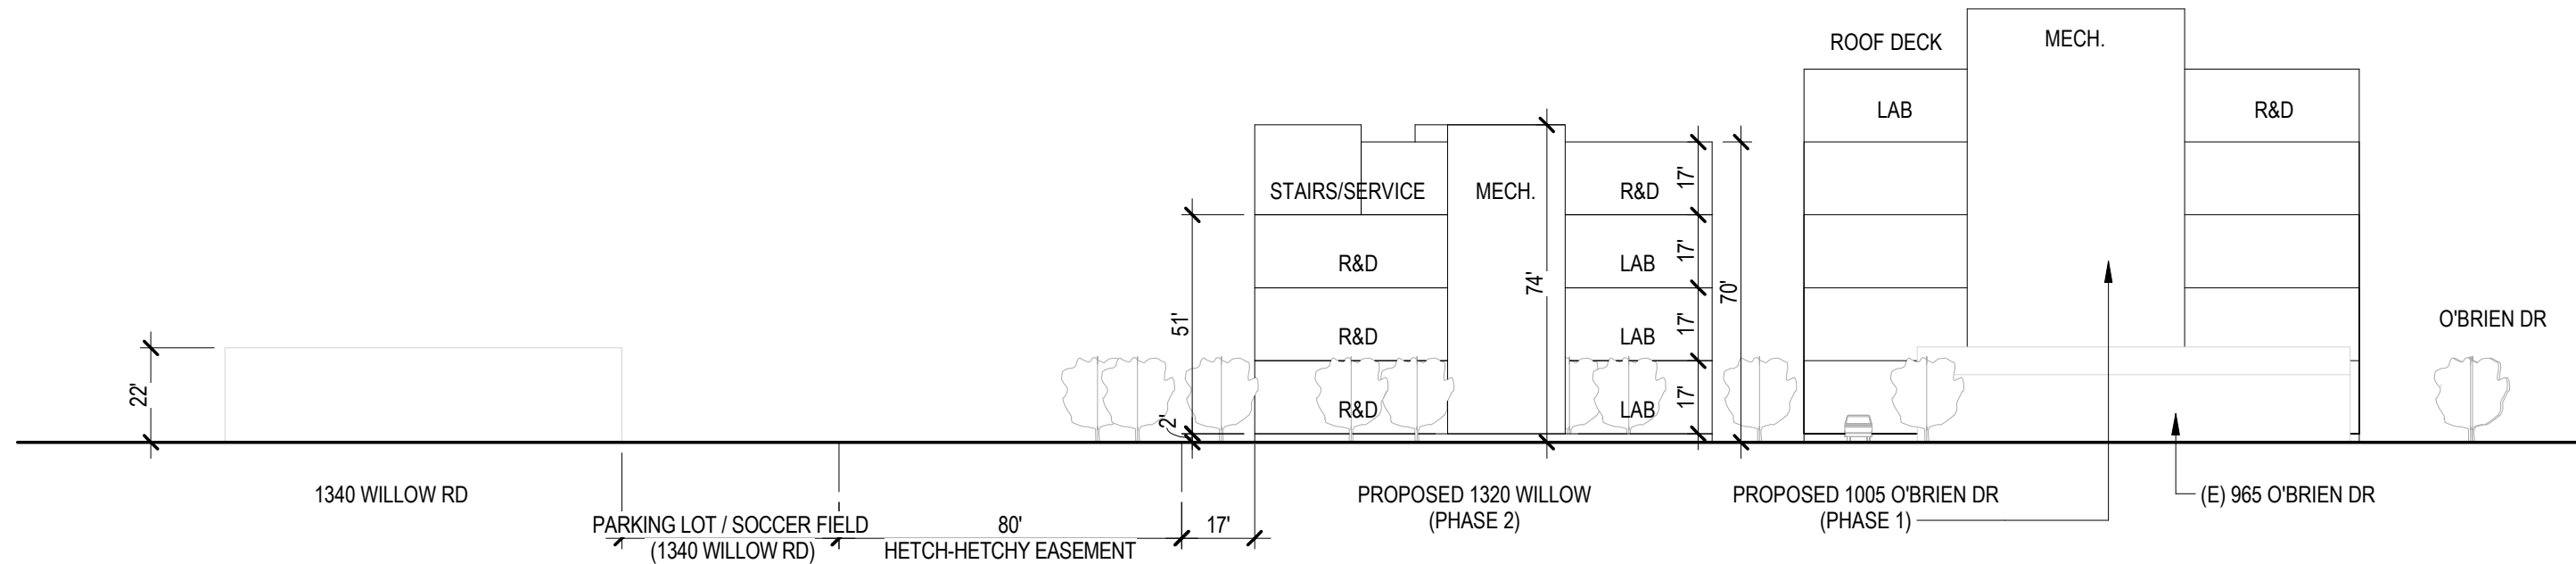 ROOF DECK
MECH.
LAB
R&D
STAIRS/SERVICE
MECH.
R&D
17'
R&D
LAB
17'
74'
70'
51'
R&D
LAB
17'
O'BRIEN DR
22'
2'
R&D
LAB
17'
1340 WILLOW RD
PROPOSED 1320 WILLOW
(PHASE 2)
PROPOSED 1005 O'BRIEN DR
(PHASE 1)
(E) 965 O'BRIEN DR
PARKING LOT / SOCCER FIELD
(1340 WILLOW RD)
80'
HETCH-HETCHY EASEMENT
17'